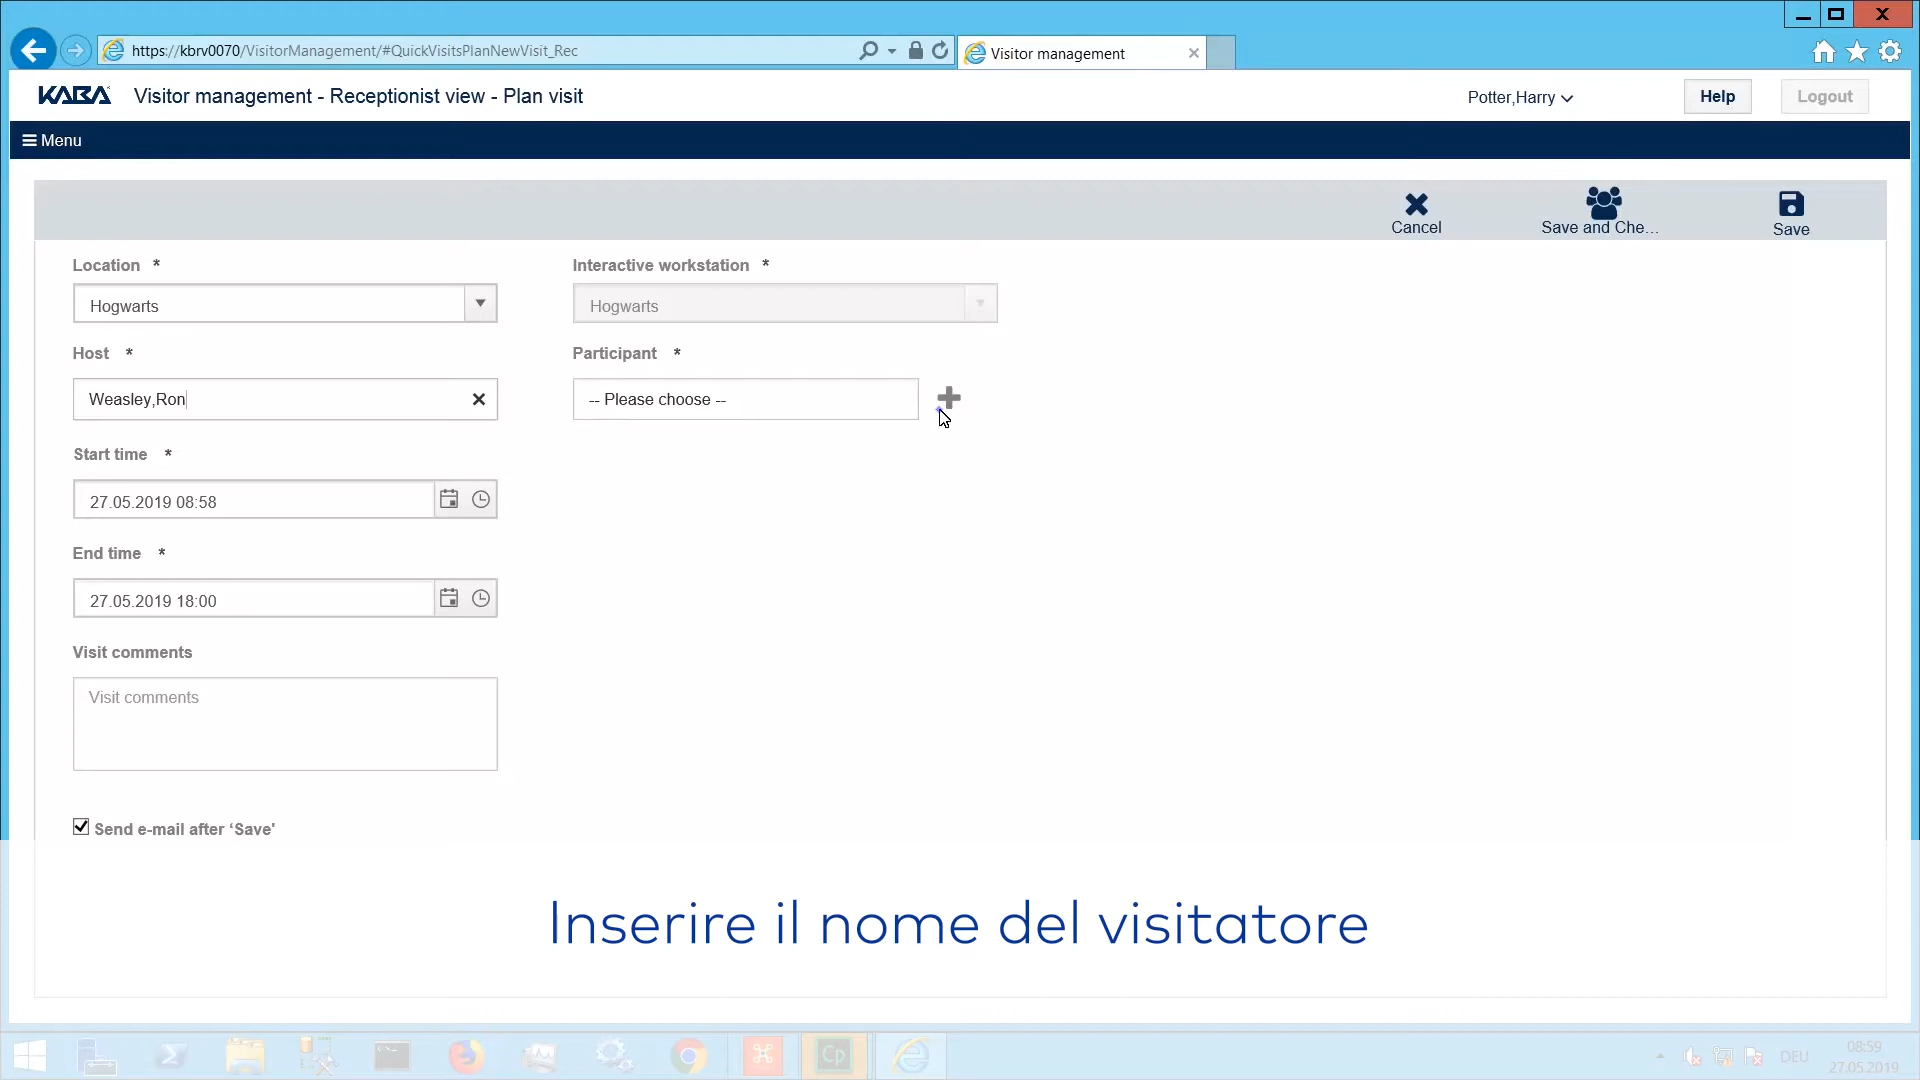 https://kbrv0070/VisitorManagement/#QuickVisitsPlanNewVisit_Rec
Visitor management
KABA
Visitor management - Receptionist view - Plan visit
Potter,Harry
Help
Logout
Menu
Cancel
Save and Che...
Save
Location *
Interactive workstation *
Hogwarts
Hogwarts
Host *
Participant *
Weasley,Ron
-- Please choose --
Start time *
27.05.2019 08:58
End time *
27.05.2019 18:00
Visit comments
Visit comments
Send e-mail after ‘Save'
Inserire il nome del visitatore
Cp
DEU
08:59
27.05.2019